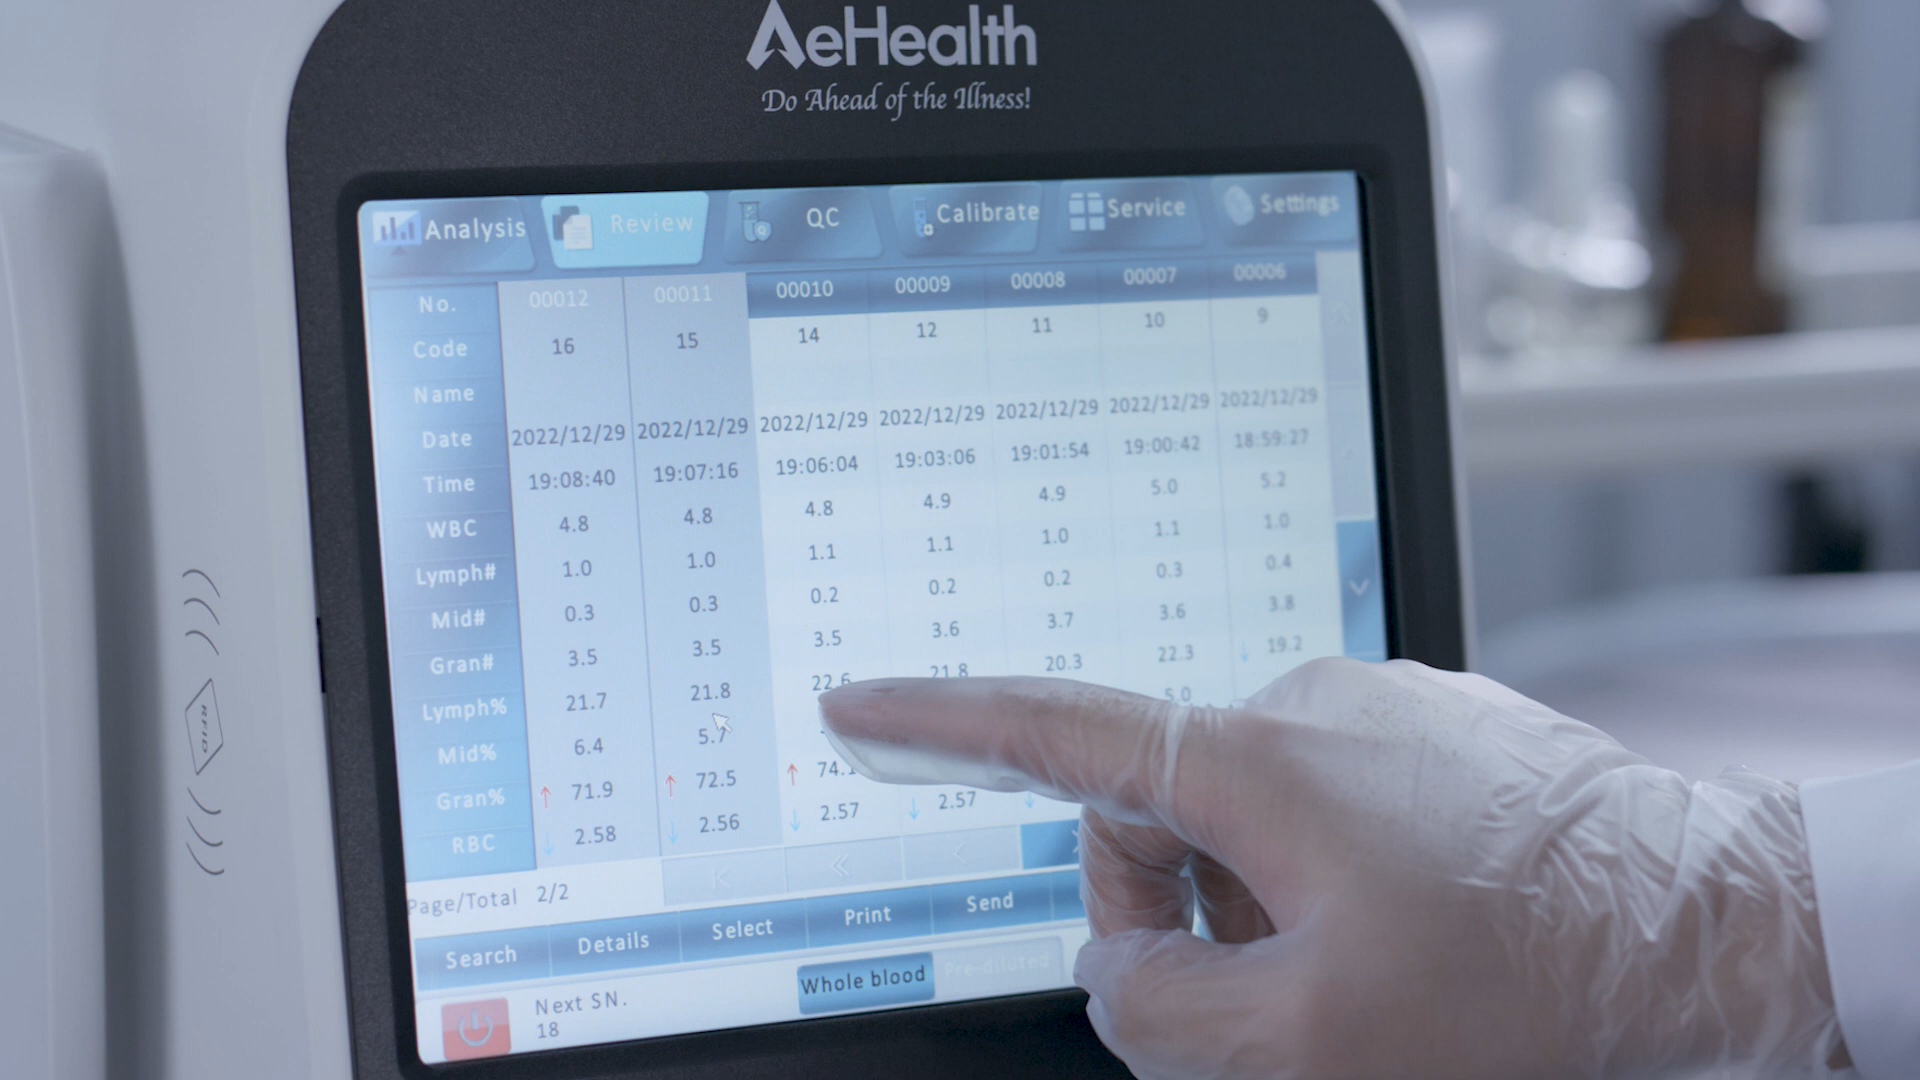 AeHealth
Do Ahead of the Illness!
Analysis Review QC Calibrate Service Settings
No. 00012 00011 00010 00009 00008 00007 00006
Code 16 15 14 12 11 10 9
Name
Date 2022/12/29 2022/12/29 2022/12/29 2022/12/29 2022/12/29 2022/12/29 2022/12/29
Time 19:08:40 19:07:16 19:06:04 19:03:06 19:01:54 19:00:42 18:59:27
WBC 4.8 4.8 4.8 4.9 4.9 5.0 5.2
Lymph# 1.0 1.0 1.1 1.1 1.0 1.1 1.0
Mid# 0.3 0.3 0.2 0.2 0.2 0.3 0.4
Gran# 3.5 3.5 3.5 3.6 3.7 3.6 3.8
Lymph% 21.7 21.8 22.6 21.8 20.3 22.3 ↓ 19.2
Mid% 6.4 5.7 5.0
Gran% ↑ 71.9 ↑ 72.5 ↑ 74.1
RBC ↓ 2.58 ↓ 2.56 ↓ 2.57 ↓ 2.57 ↓
Page/Total 2/2
Search Details Select Print Send
Whole blood Pre-diluted
Next SN.
18
RFID